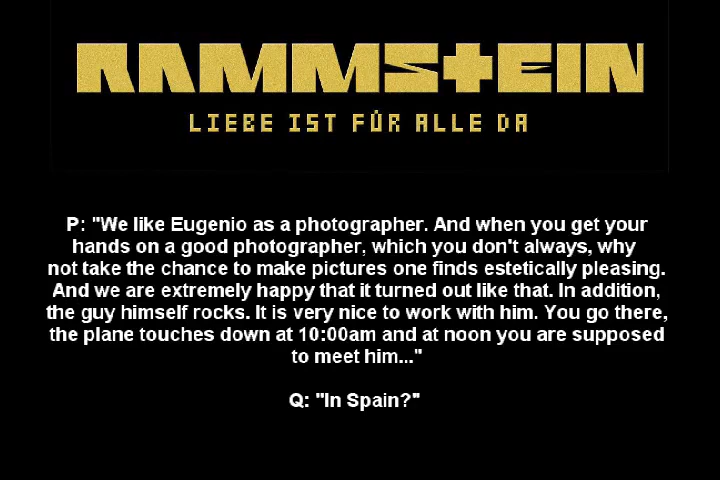 RAMMSTEIN
LIEBE IST FÜR ALLE DA
P: "We like Eugenio as a photographer. And when you get your
hands on a good photographer, which you don't always, why
not take the chance to make pictures one finds estetically pleasing.
And we are extremely happy that it turned out like that. In addition,
the guy himself rocks. It is very nice to work with him. You go there,
the plane touches down at 10:00am and at noon you are supposed
to meet him..."
Q: "In Spain?"